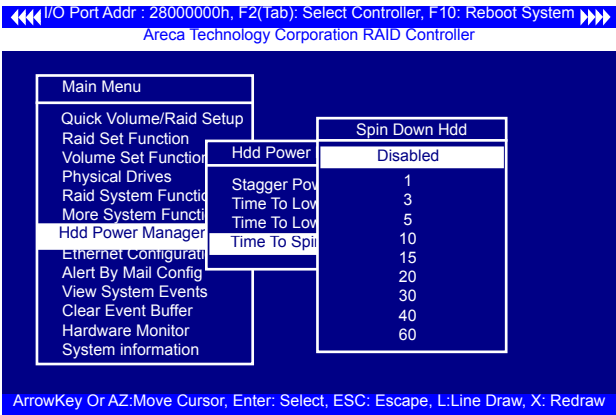 I/O Port Addr : 28000000h, F2(Tab): Select Controller, F10: Reboot System
Areca Technology Corporation RAID Controller
Main Menu
Quick Volume/Raid Setup
Raid Set Function
Volume Set Function
Physical Drives
Raid System Functi
More System Functi
Hdd Power Manager
Ethernet Configurati
Alert By Mail Config
View System Events
Clear Event Buffer
Hardware Monitor
System information
Hdd Power
Stagger Pow
Time To Low
Time To Low
Time To Spi
Spin Down Hdd
Disabled
1
3
5
10
15
20
30
40
60
ArrowKey Or AZ:Move Cursor, Enter: Select, ESC: Escape, L:Line Draw, X: Redraw